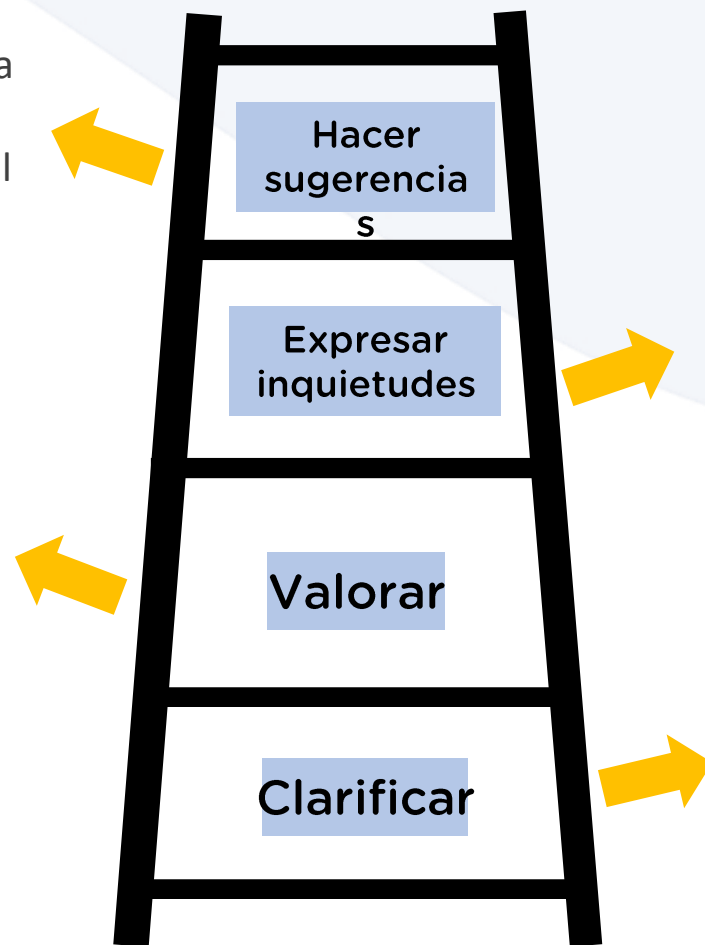 a
l
Hacer
sugerencia
s
Expresar
inquietudes
Valorar
Clarificar